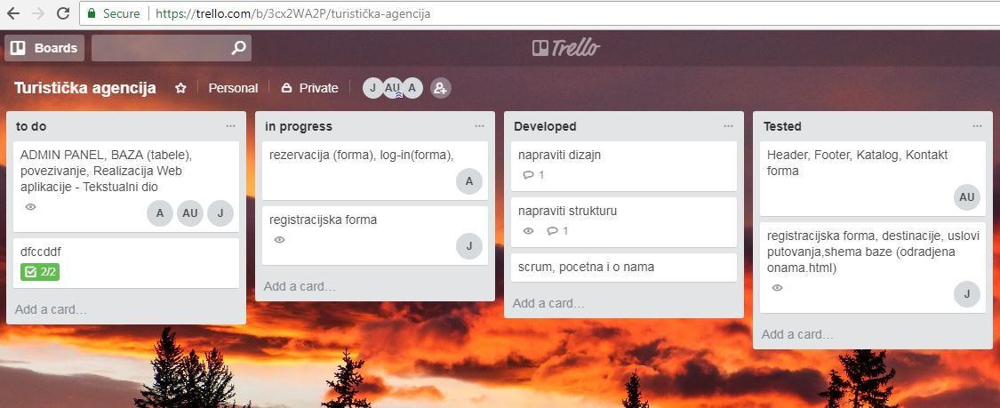 Secure https://trello.com/b/3cx2WA2P/turistička-agencija
Boards
Trello
Turistička agencija Personal Private J AU A
to do
ADMIN PANEL, BAZA (tabele),
povezivanje, Realizacija Web
aplikacije - Tekstualni dio
A AU J
dfccddf
2/2
Add a card…
in progress
rezervacija (forma), log-in(forma),
A
registracijska forma
J
Add a card…
Developed
napraviti dizajn
1
napraviti strukturu
1
scrum, pocetna i o nama
Add a card…
Tested
Header, Footer, Katalog, Kontakt
forma
AU
registracijska forma, destinacije, uslovi
putovanja,shema baze (odradjena
onama.html)
J
Add a card…